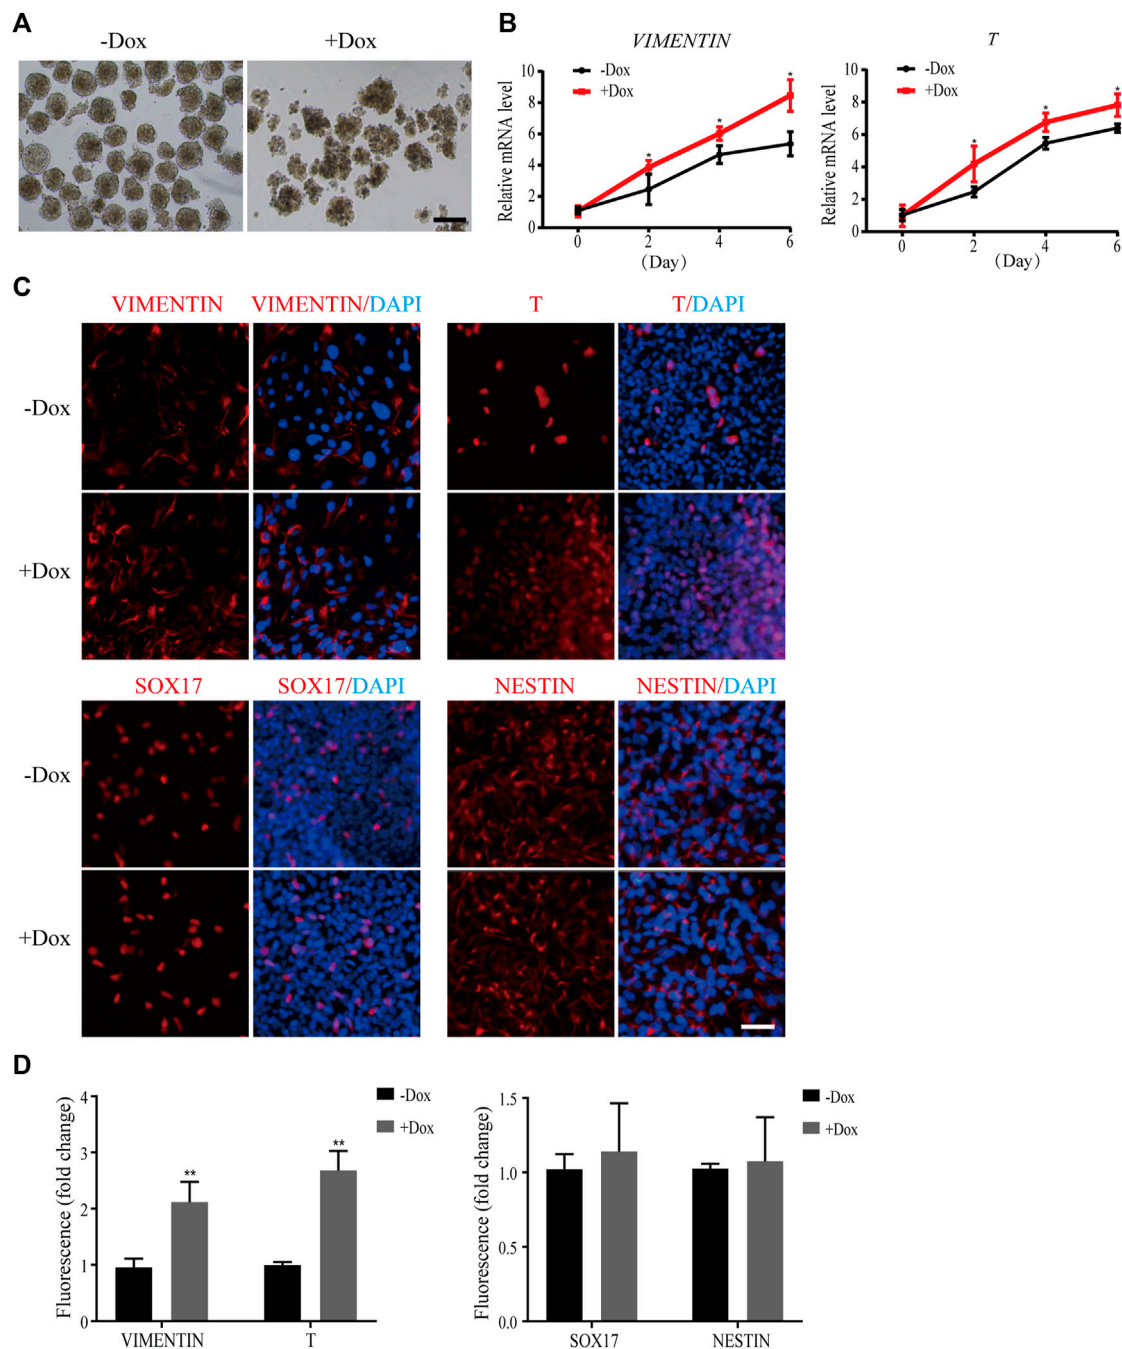 A
-Dox
+Dox
B
VIMENTIN
-Dox
+Dox
Relative mRNA level
10
8
6
4
2
0
*
*
*
0
2
4
6
(Day)
T
-Dox
+Dox
Relative mRNA level
10
8
6
4
2
0
*
*
*
0
2
4
6
(Day)
C
VIMENTIN
VIMENTIN/DAPI
T
T/DAPI
-Dox
+Dox
SOX17
SOX17/DAPI
NESTIN
NESTIN/DAPI
-Dox
+Dox
D
Fluorescence (fold change)
4
3
2
1
0
**
**
-Dox
+Dox
VIMENTIN
T
Fluorescence (fold change)
1.5
1.0
0.5
0.0
-Dox
+Dox
SOX17
NESTIN